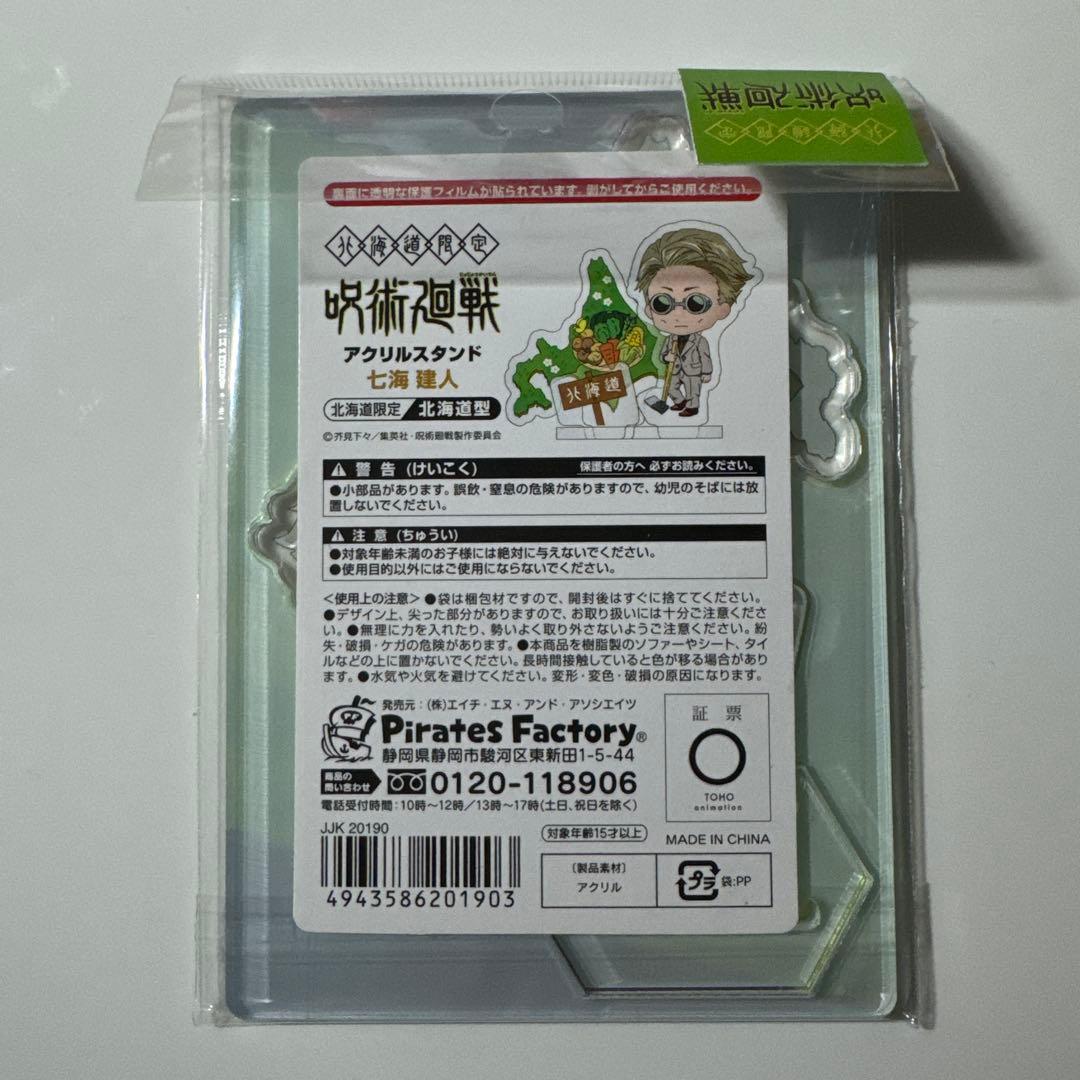 呪術廻戦
北海道限定
裏面に透明な保護フィルムが貼られています。剥がしてからご使用ください。
北海道限定
じゅじゅつかいせん
呪術廻戦
アクリルスタンド
七海 建人
北海道限定 北海道型
©芥見下々／集英社・呪術廻戦製作委員会
北海道
警 告 (けいこく) 保護者の方へ 必ずお読みください。
●小部品があります。誤飲・窒息の危険がありますので、幼児のそばには放
置しないでください。
注 意 (ちゅうい)
●対象年齢未満のお子様には絶対に与えないでください。
●使用目的以外にはご使用にならないでください。
＜使用上の注意＞ ●袋は梱包材ですので、開封後はすぐに捨ててください。
●デザイン上、尖った部分がありますので、お取り扱いには十分ご注意くださ
い。●無理に力を入れたり、勢いよく取り外さないようご注意ください。紛
失・破損・ケガの危険があります。●本商品を樹脂製のソファーやシート、タイ
ルなどの上に置かないでください。長時間接触していると色が移る場合があり
ます。●水気や火気を避けてください。変形・変色・破損の原因になります。
発売元：(株)エイチ・エヌ・アンド・アソシエイツ
Pirates Factory®
静岡県静岡市駿河区東新田1-5-44
商品の
問い合わせ 0120-118906
電話受付時間：10時～12時／13時～17時(土日、祝日を除く)
証票
TOHO
animation
JJK 20190
対象年齢15才以上
MADE IN CHINA
4943586201903
〔製品素材〕
アクリル
プラ 袋:PP